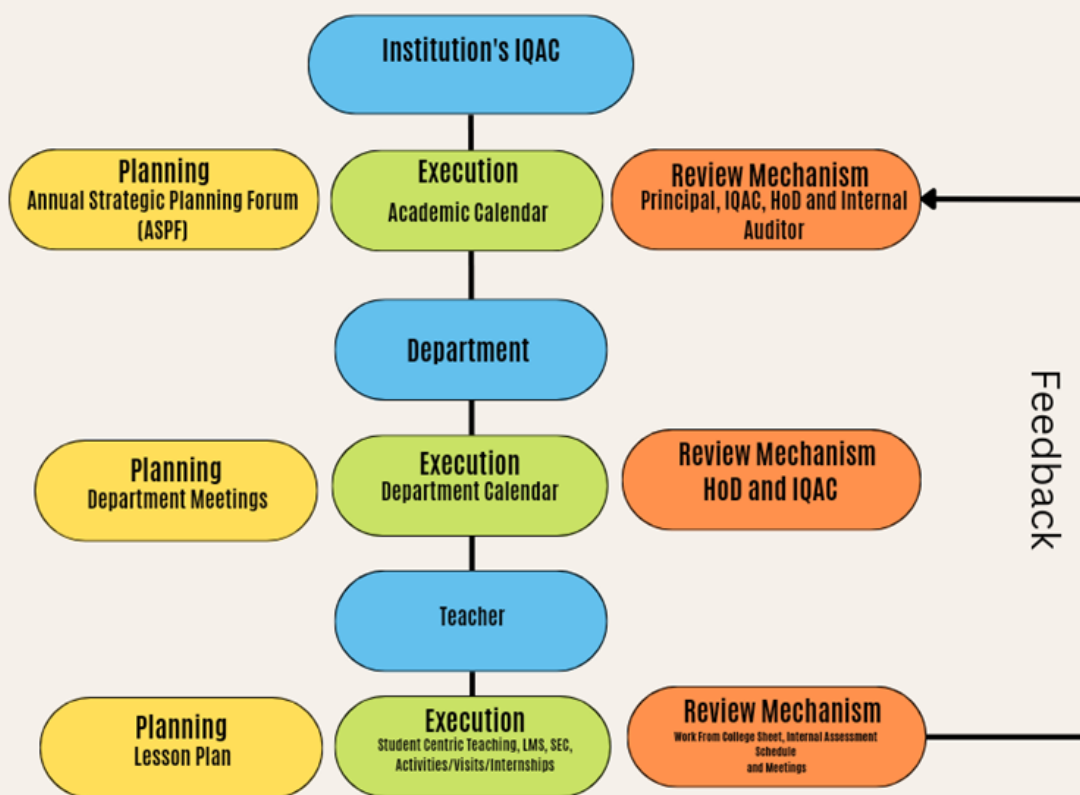 Institution's IQAC
Planning
Annual Strategic Planning Forum
(ASPF)
Execution
Academic Calendar
Review Mechanism
Principal, IQAC, HoD and Internal
Auditor
Department
Planning
Department Meetings
Execution
Department Calendar
Review Mechanism
HoD and IQAC
Feedback
Teacher
Planning
Lesson Plan
Execution
Student Centric Teaching, LMS, SEC,
Activities/Visits/Internships
Review Mechanism
Work From College Sheet, Internal Assessment
Schedule
and Meetings